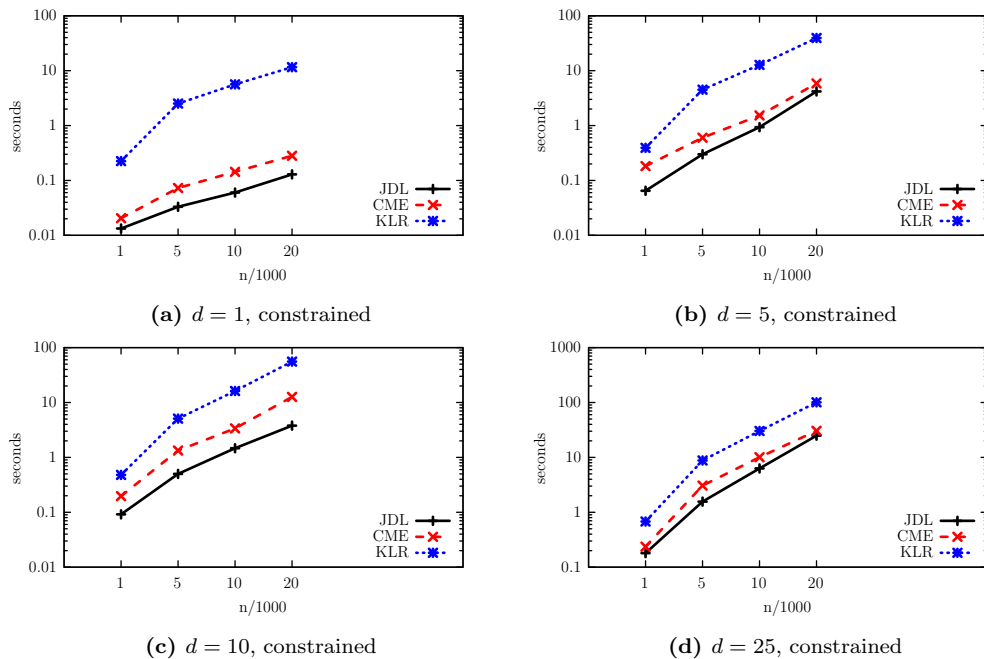 100
10
1
0.1
0.01
seconds
1 5 10 20
n/1000
JDL
CME
KLR
(a) d = 1, constrained
100
10
1
0.1
0.01
seconds
1 5 10 20
n/1000
JDL
CME
KLR
(b) d = 5, constrained
100
10
1
0.1
0.01
seconds
1 5 10 20
n/1000
JDL
CME
KLR
(c) d = 10, constrained
1000
100
10
1
0.1
seconds
1 5 10 20
n/1000
JDL
CME
KLR
(d) d = 25, constrained